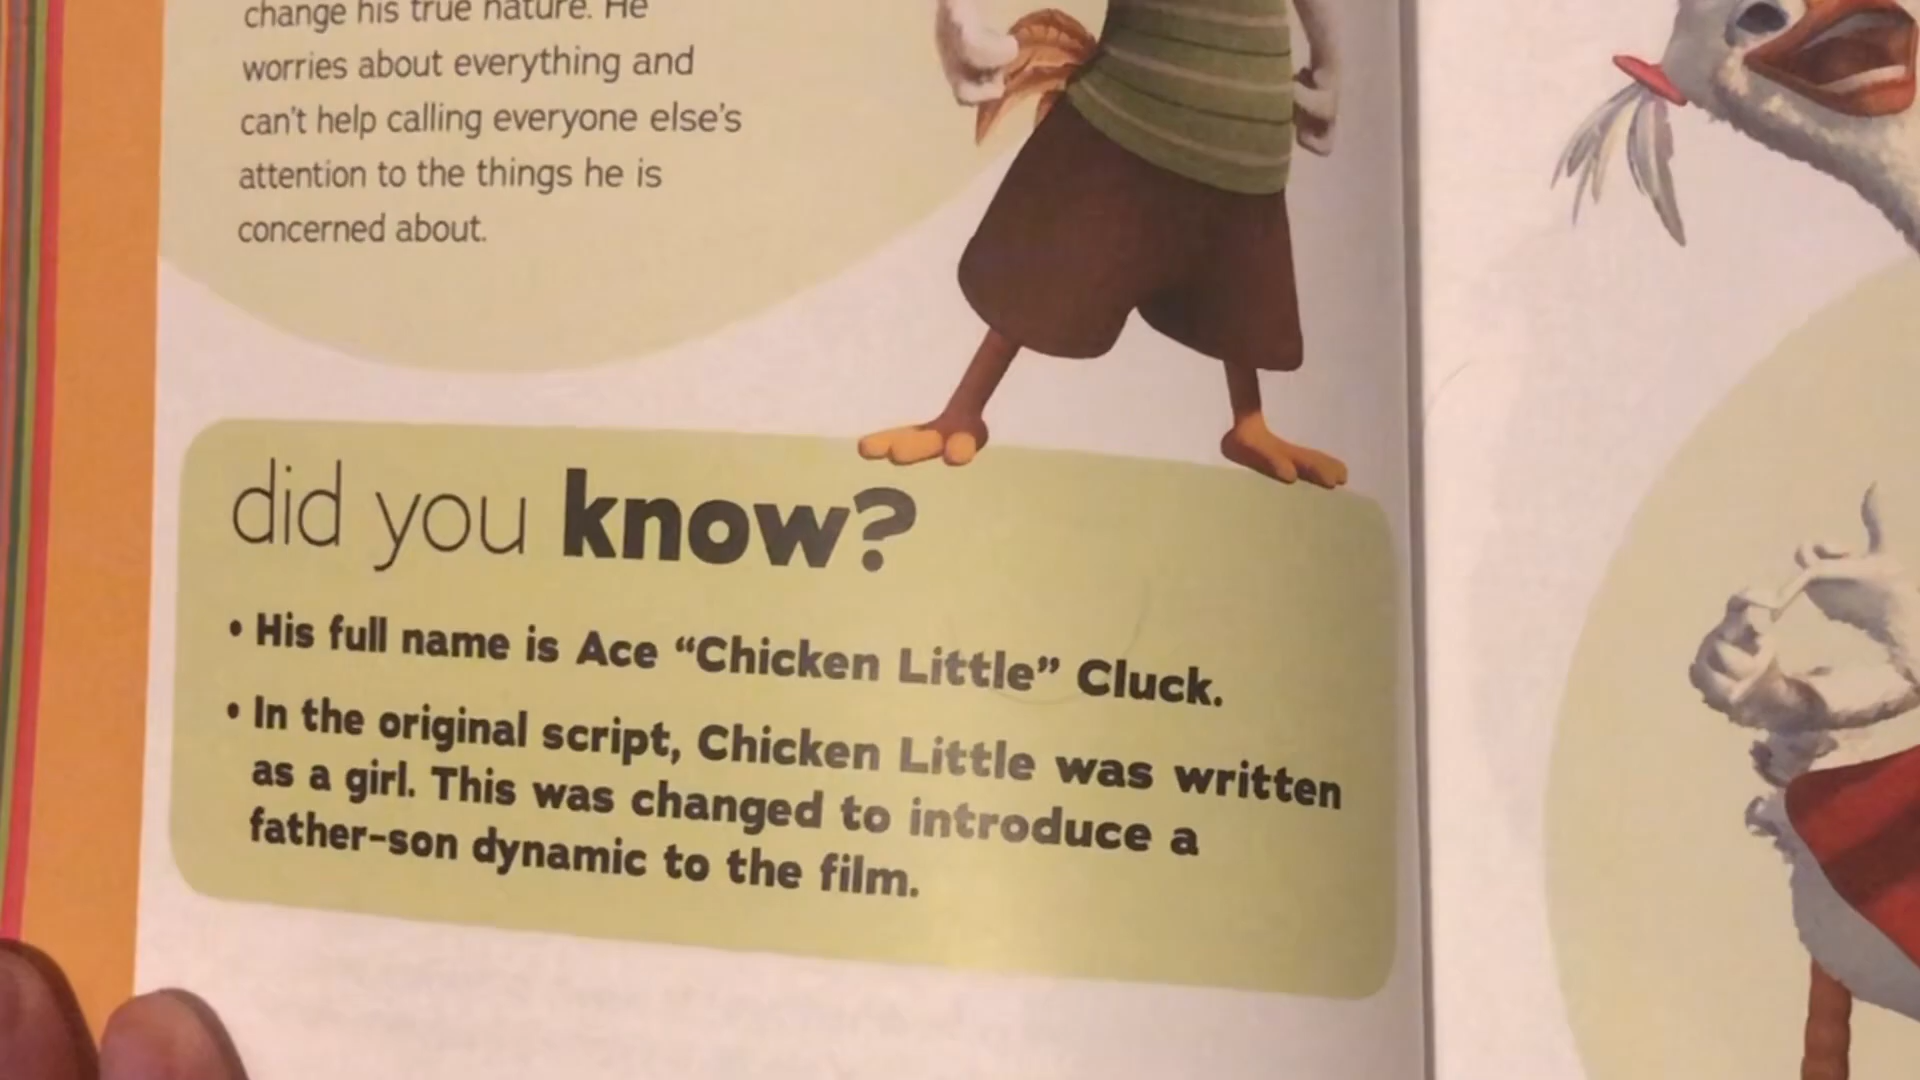 change his true nature. He
worries about everything and
can't help calling everyone else's
attention to the things he is
concerned about.
did you know?
• His full name is Ace “Chicken Little” Cluck.
• In the original script, Chicken Little was written
as a girl. This was changed to introduce a
father-son dynamic to the film.